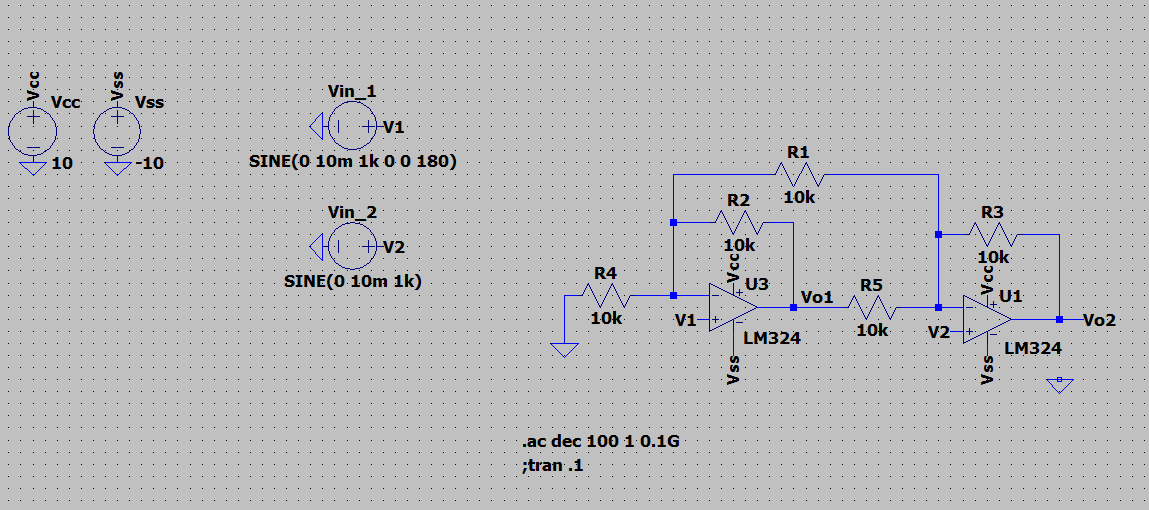 Vcc
Vcc
10
Vss
Vss
-10
Vin_1
V1
SINE(0 10m 1k 0 0 180)
Vin_2
V2
SINE(0 10m 1k)
R1
10k
R2
10k
R3
10k
R4
10k
Vcc
U3
V1
LM324
Vss
Vo1
R5
10k
Vcc
U1
V2
LM324
Vss
Vo2
.ac dec 100 1 0.1G
;tran .1